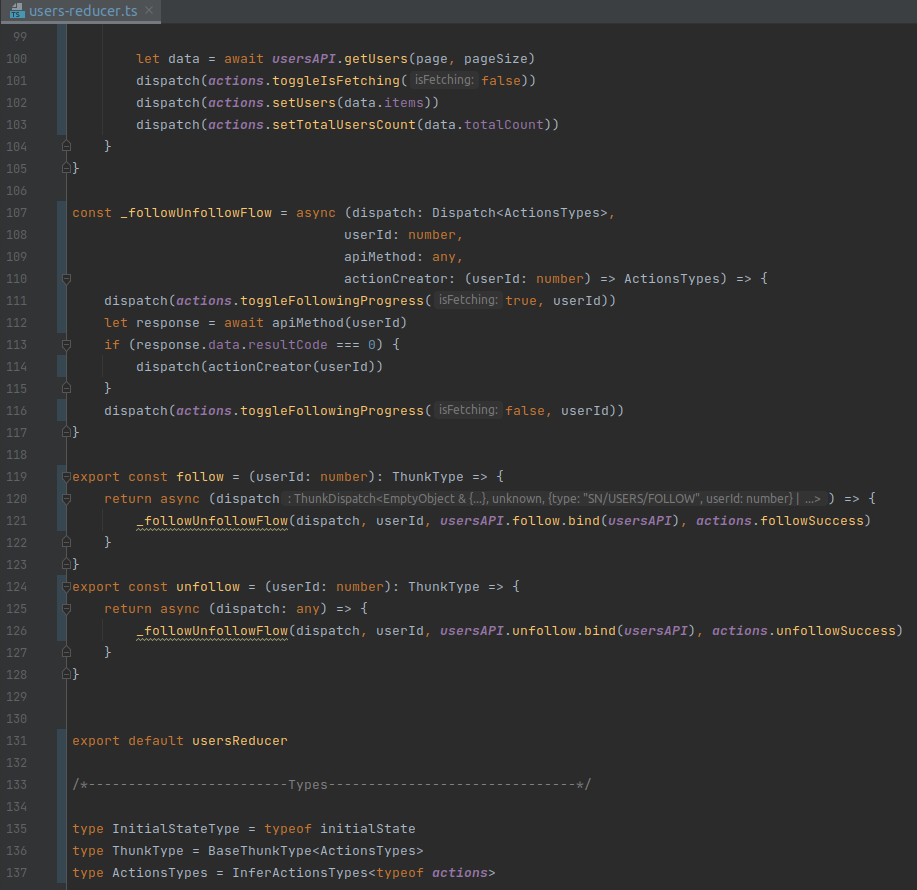 users-reducer.ts ×
99
100 let data = await usersAPI.getUsers(page, pageSize)
101 dispatch(actions.toggleIsFetching( isFetching: false))
102 dispatch(actions.setUsers(data.items))
103 dispatch(actions.setTotalUsersCount(data.totalCount))
104 }
105 }
106
107 const _followUnfollowFlow = async (dispatch: Dispatch<ActionsTypes>,
108 userId: number,
109 apiMethod: any,
110 actionCreator: (userId: number) => ActionsTypes) => {
111 dispatch(actions.toggleFollowingProgress( isFetching: true, userId))
112 let response = await apiMethod(userId)
113 if (response.data.resultCode === 0) {
114 dispatch(actionCreator(userId))
115 }
116 dispatch(actions.toggleFollowingProgress( isFetching: false, userId))
117 }
118
119 export const follow = (userId: number): ThunkType => {
120 return async (dispatch : ThunkDispatch<EmptyObject & {...}, unknown, {type: "SN/USERS/FOLLOW", userId: number} | ...> ) => {
121 _followUnfollowFlow(dispatch, userId, usersAPI.follow.bind(usersAPI), actions.followSuccess)
122 }
123 }
124 export const unfollow = (userId: number): ThunkType => {
125 return async (dispatch: any) => {
126 _followUnfollowFlow(dispatch, userId, usersAPI.unfollow.bind(usersAPI), actions.unfollowSuccess)
127 }
128 }
129
130
131 export default usersReducer
132
133 /*-------------------------Types-------------------------------*/
134
135 type InitialStateType = typeof initialState
136 type ThunkType = BaseThunkType<ActionsTypes>
137 type ActionsTypes = InferActionsTypes<typeof actions>